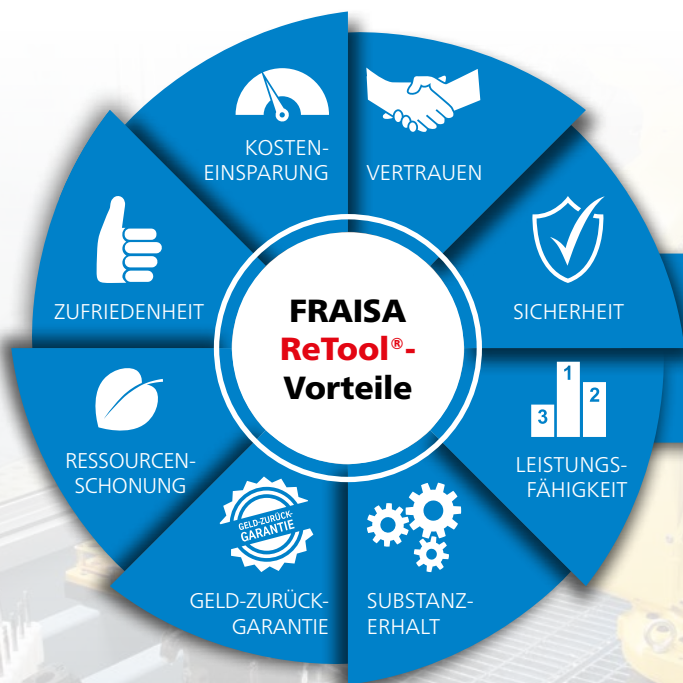 KOSTEN-
EINSPARUNG
VERTRAUEN
SICHERHEIT
1
2
3
LEISTUNGS-
FÄHIGKEIT
SUBSTANZ-
ERHALT
GELD-ZURÜCK-
GARANTIE
GELD-ZURÜCK-
GARANTIE
RESSOURCEN-
SCHONUNG
ZUFRIEDENHEIT
FRAISA
ReTool®-
Vorteile